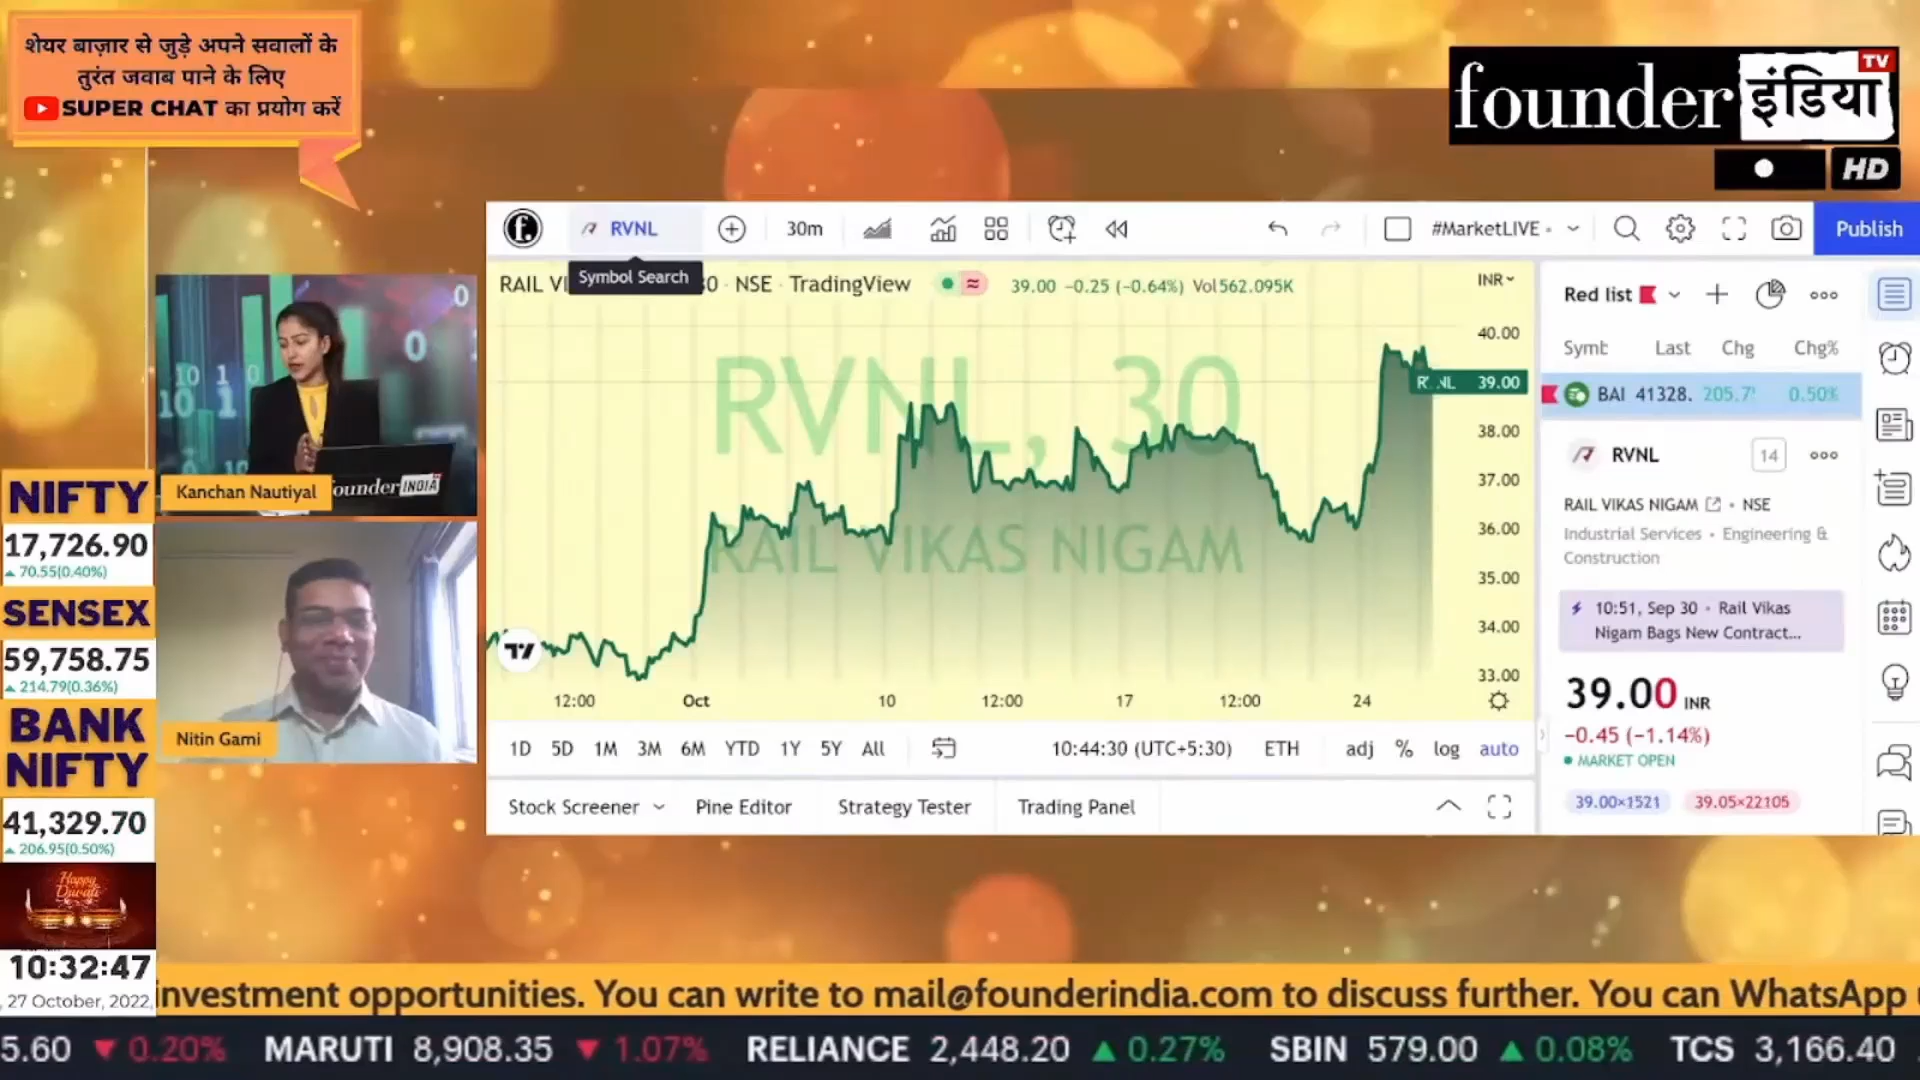 शेयर बाज़ार से जुड़े अपने सवालों के
तुरंत जवाब पाने के लिए
SUPER CHAT का प्रयोग करें
founder इंडिया TV
HD
RVNL
30m
#MarketLIVE
Publish
Symbol Search
RAIL VI
NSE · TradingView
39.00 −0.25 (−0.64%) Vol 562.095K
INR
RVNL, 30
RAIL VIKAS NIGAM
40.00
39.00
38.00
37.00
36.00
35.00
34.00
33.00
12:00 Oct 10 12:00 17 12:00 24
1D 5D 1M 3M 6M YTD 1Y 5Y All
10:44:30 (UTC+5:30) ETH adj % log auto
Stock Screener Pine Editor Strategy Tester Trading Panel
Red list
Symb Last Chg Chg%
BAI 41328. 205.7 0.50%
RVNL 14
RAIL VIKAS NIGAM • NSE
Industrial Services • Engineering &
Construction
10:51, Sep 30 • Rail Vikas
Nigam Bags New Contract...
39.00 INR
−0.45 (−1.14%)
MARKET OPEN
39.00×1521 39.05×22105
Kanchan Nautiyal
founder INDIA
Nitin Gami
NIFTY
17,726.90
70.55(0.40%)
SENSEX
59,758.75
214.79(0.36%)
BANK
NIFTY
41,329.70
206.95(0.50%)
Happy
Diwali
10:32:47
, 27 October, 2022,
investment opportunities. You can write to mail@founderindia.com to discuss further. You can WhatsApp
5.60 ▼ 0.20% MARUTI 8,908.35 ▼ 1.07% RELIANCE 2,448.20 ▲ 0.27% SBIN 579.00 ▲ 0.08% TCS 3,166.40